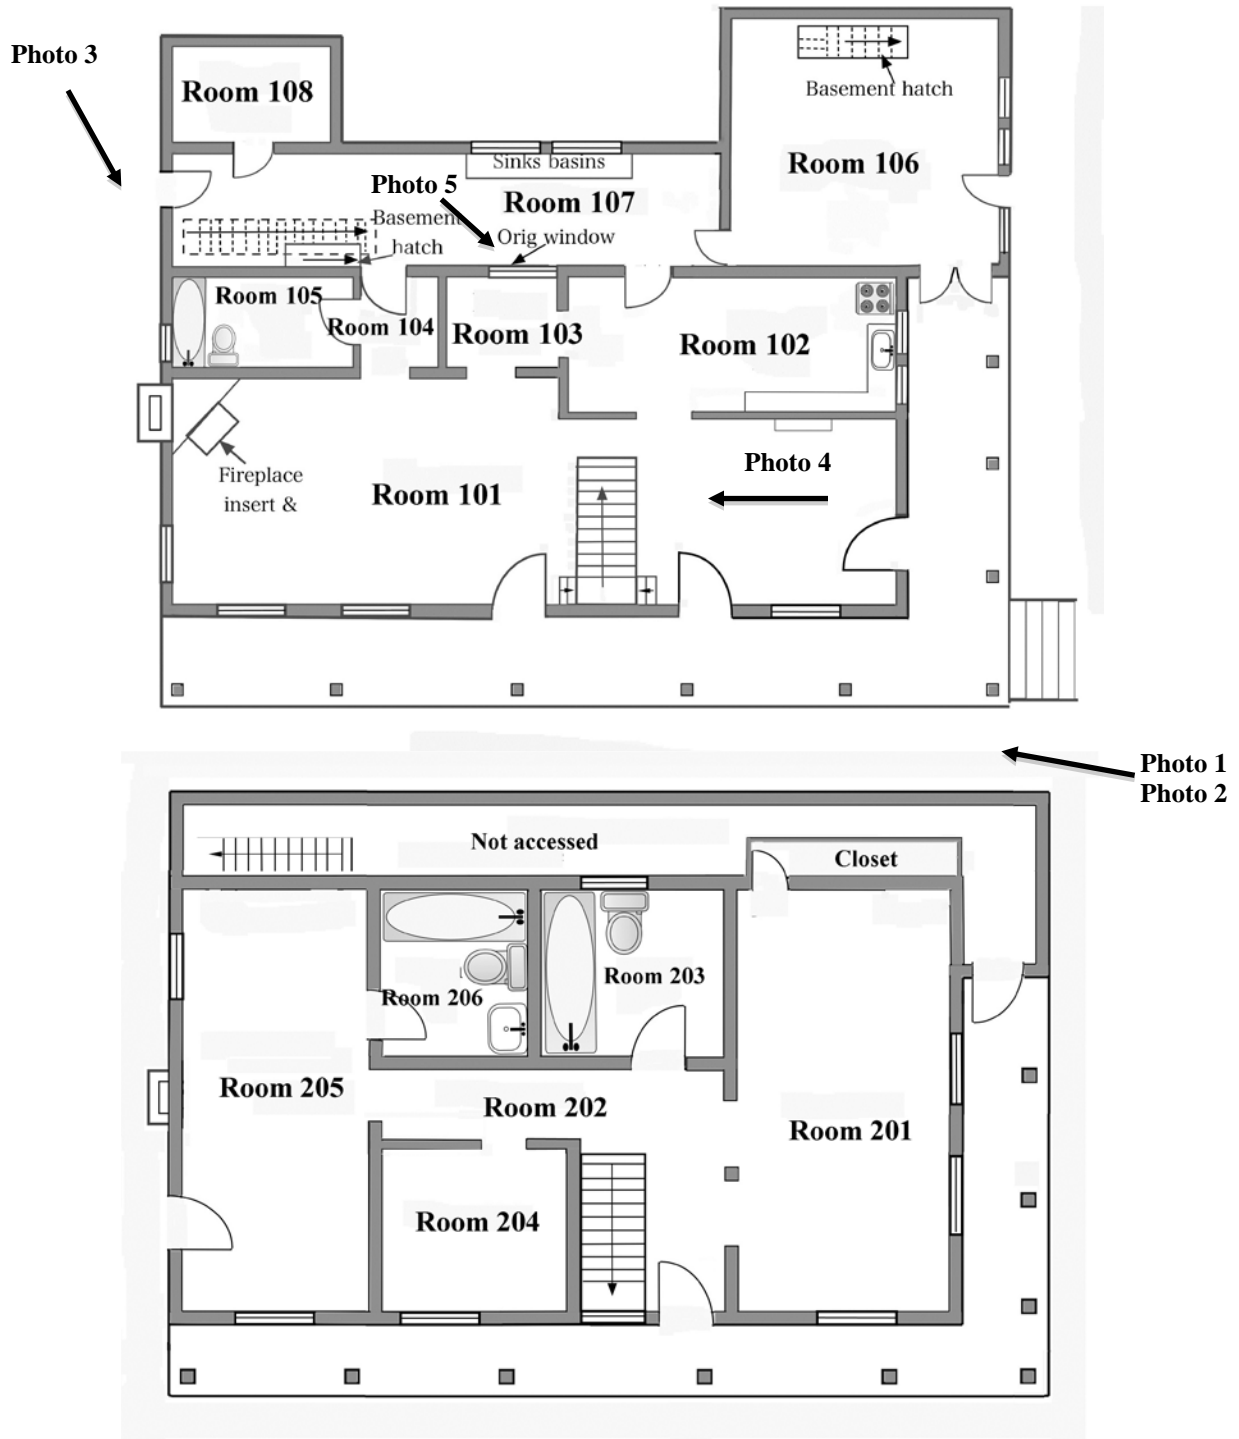 Photo 3
Room 108
Basement hatch
Room 106
Sinks basins
Photo 5
Room 107
Basement
hatch
Orig window
Room 105
Room 104
Room 103
Room 102
Photo 4
Fireplace
insert &
Room 101
Photo 1
Photo 2
Not accessed
Closet
Room 206
Room 203
Room 205
Room 202
Room 201
Room 204